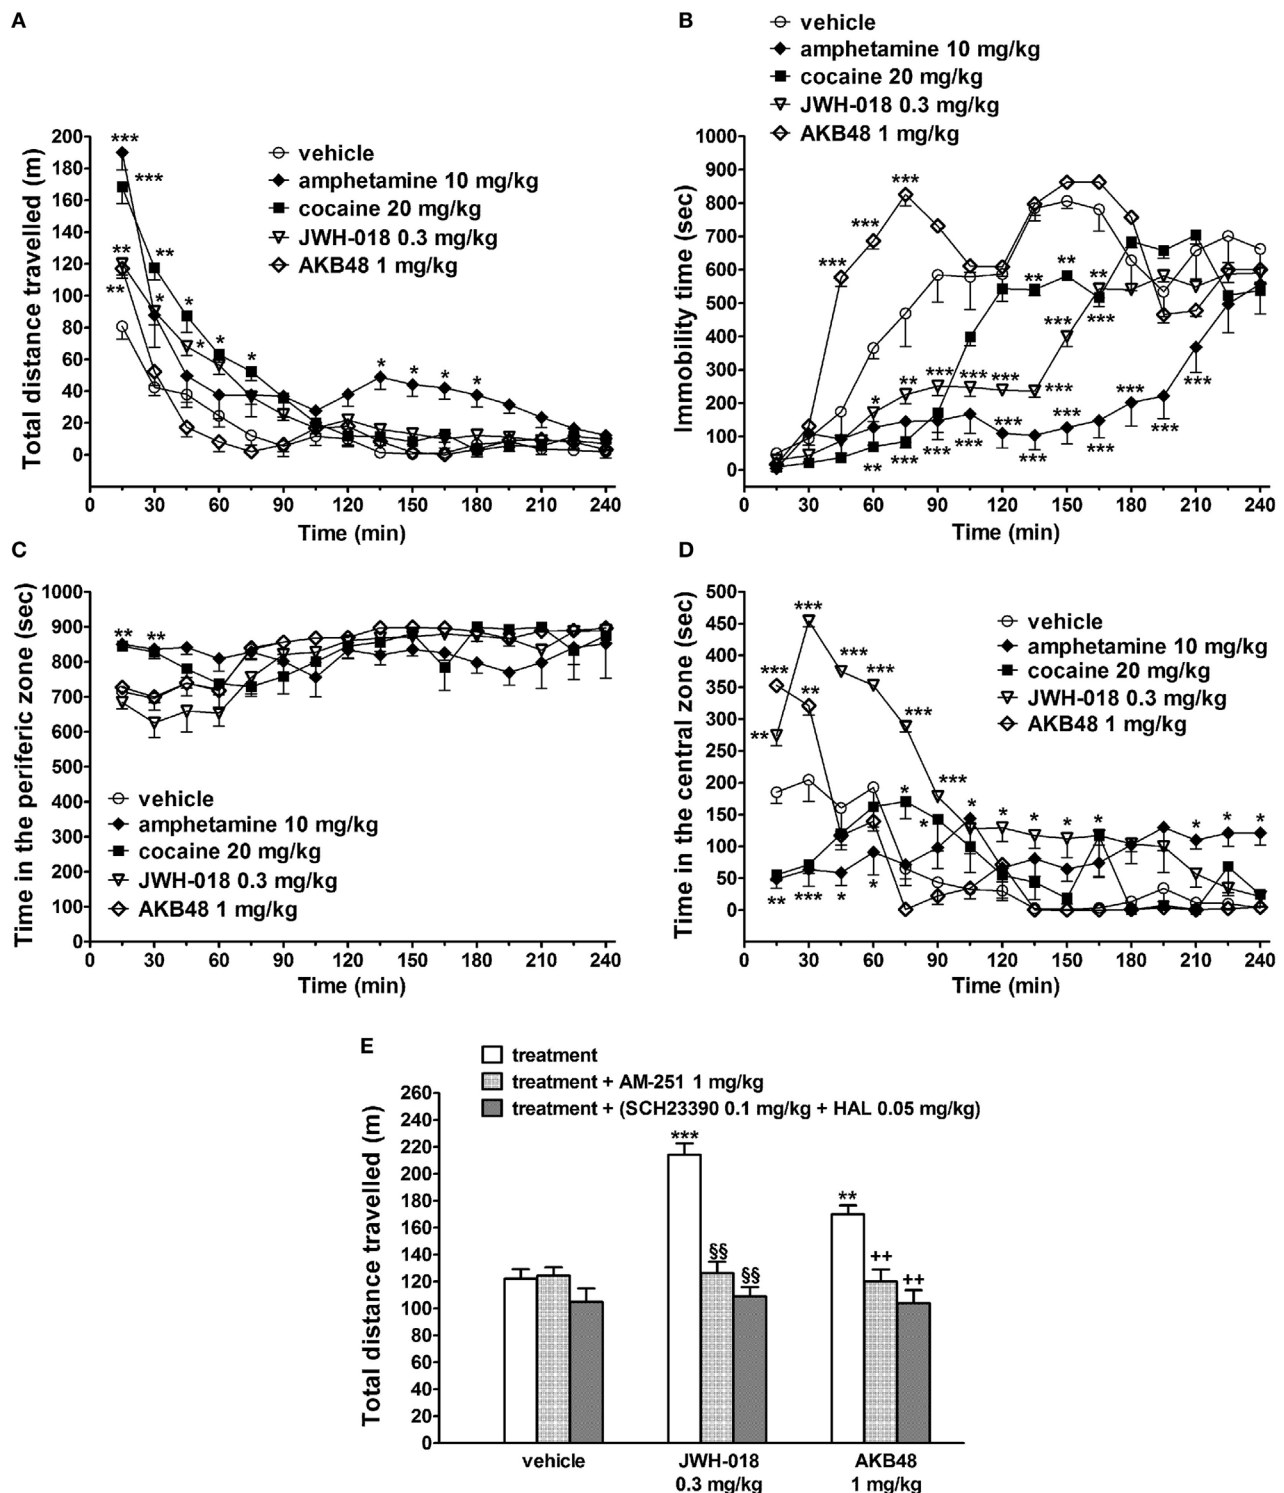 A
Total distance travelled (m)
200
180
160
140
120
100
80
60
40
20
0
0 30 60 90 120 150 180 210 240
Time (min)
vehicle
amphetamine 10 mg/kg
cocaine 20 mg/kg
JWH-018 0.3 mg/kg
AKB48 1 mg/kg
***
***
**
**
**
*
*
*
*
*
*
*
*
*
B
vehicle
amphetamine 10 mg/kg
cocaine 20 mg/kg
JWH-018 0.3 mg/kg
AKB48 1 mg/kg
Immobility time (sec)
1000
900
800
700
600
500
400
300
200
100
0
0 30 60 90 120 150 180 210 240
Time (min)
***
***
***
**
**
**
***
***
***
*
**
***
***
***
***
**
***
***
***
***
***
***
***
***
***
***
C
Time in the periferic zone (sec)
1000
900
800
700
600
500
400
300
200
100
0
0 30 60 90 120 150 180 210 240
Time (min)
** **
vehicle
amphetamine 10 mg/kg
cocaine 20 mg/kg
JWH-018 0.3 mg/kg
AKB48 1 mg/kg
D
Time in the central zone (sec)
500
450
400
350
300
250
200
150
100
50
0
0 30 60 90 120 150 180 210 240
Time (min)
vehicle
amphetamine 10 mg/kg
cocaine 20 mg/kg
JWH-018 0.3 mg/kg
AKB48 1 mg/kg
***
***
***
***
**
***
**
***
*
*
*
*
*
*
*
*
*
*
** *** *
*
E
treatment
treatment + AM-251 1 mg/kg
treatment + (SCH23390 0.1 mg/kg + HAL 0.05 mg/kg)
Total distance travelled (m)
260
240
220
200
180
160
140
120
100
80
60
40
20
0
***
§§
§§
**
++
++
vehicle
JWH-018
0.3 mg/kg
AKB48
1 mg/kg